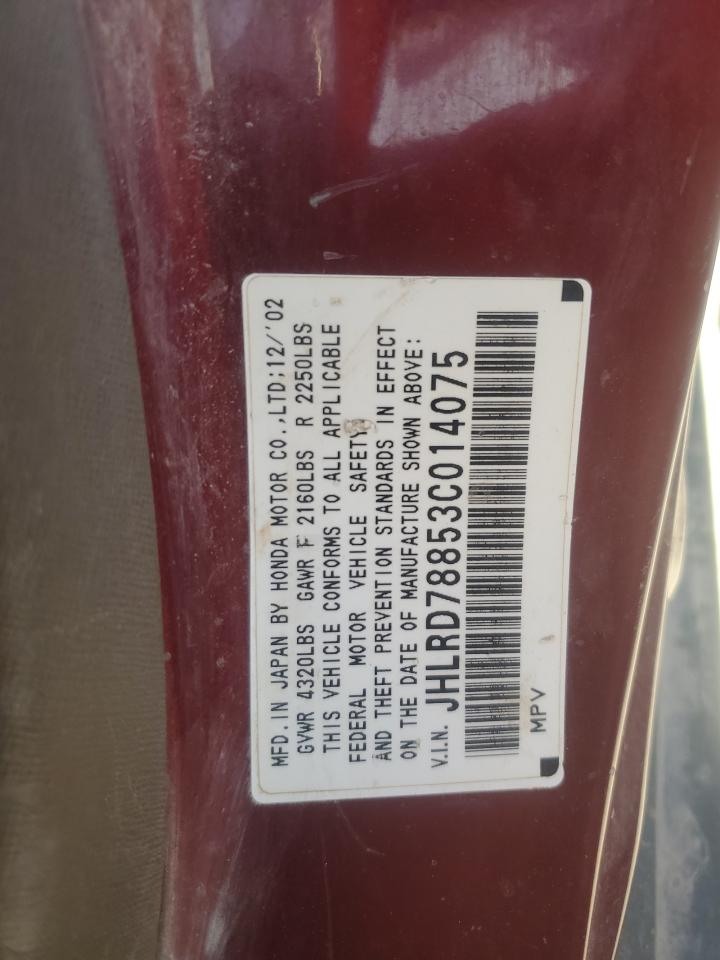 MFD. IN JAPAN BY HONDA MOTOR CO.,LTD:12/'02
GVWR 4320LBS GAWR F 2160LBS R 2250LBS
THIS VEHICLE CONFORMS TO ALL APPLICABLE
FEDERAL MOTOR VEHICLE SAFETY
AND THEFT PREVENTION STANDARDS IN EFFECT
ON THE DATE OF MANUFACTURE SHOWN ABOVE:
V.I.N. JHLRD78853C014075
MPV